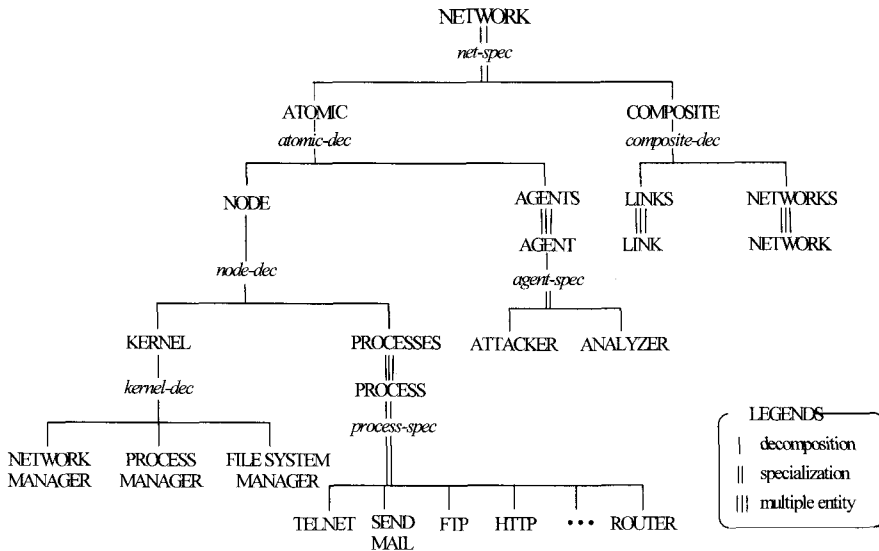 NETWORK
net-spec
ATOMIC
COMPOSITE
atomic-dec
composite-dec
NODE
AGENTS
LINKS
NETWORKS
AGENT
LINK
NETWORK
node-dec
agent-spec
KERNEL
PROCESSES
ATTACKER
ANALYZER
kernel-dec
PROCESS
process-spec
NETWORK
MANAGER
PROCESS
MANAGER
FILE SYSTEM
MANAGER
TELNET
SEND
MAIL
FTP
HTTP
•••
ROUTER
LEGENDS
decomposition
specialization
multiple entity